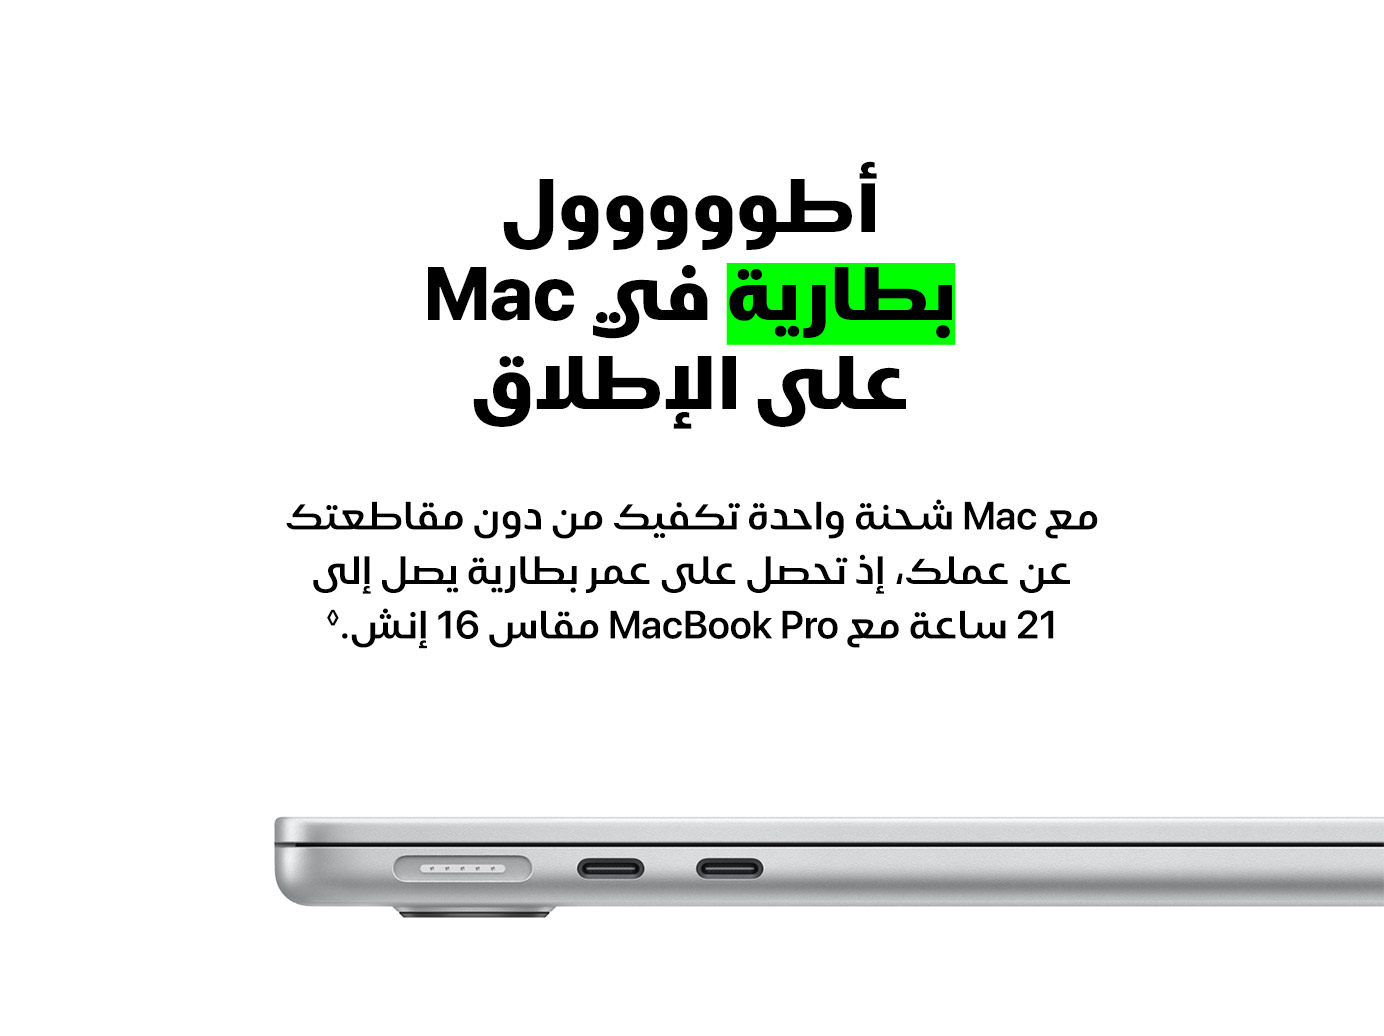 أطووووول
بطارية في Mac
على الإطلاق
مع Mac شحنة واحدة تكفيك من دون مقاطعتك
عن عملك، إذ تحصل على عمر بطارية يصل إلى
21 ساعة مع MacBook Pro مقاس 16 إنش.◊